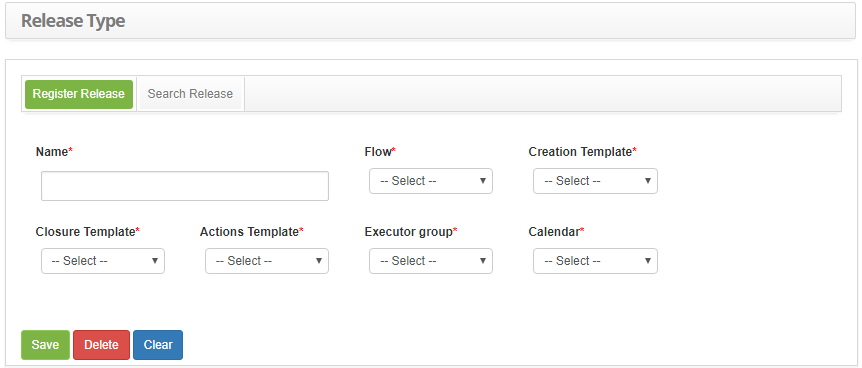 Release Type
Register Release Search Release
Name* Flow* Creation Template*
-- Select -- -- Select --
Closure Template* Actions Template* Executor group* Calendar*
-- Select -- -- Select -- -- Select -- -- Select --
Save Delete Clear